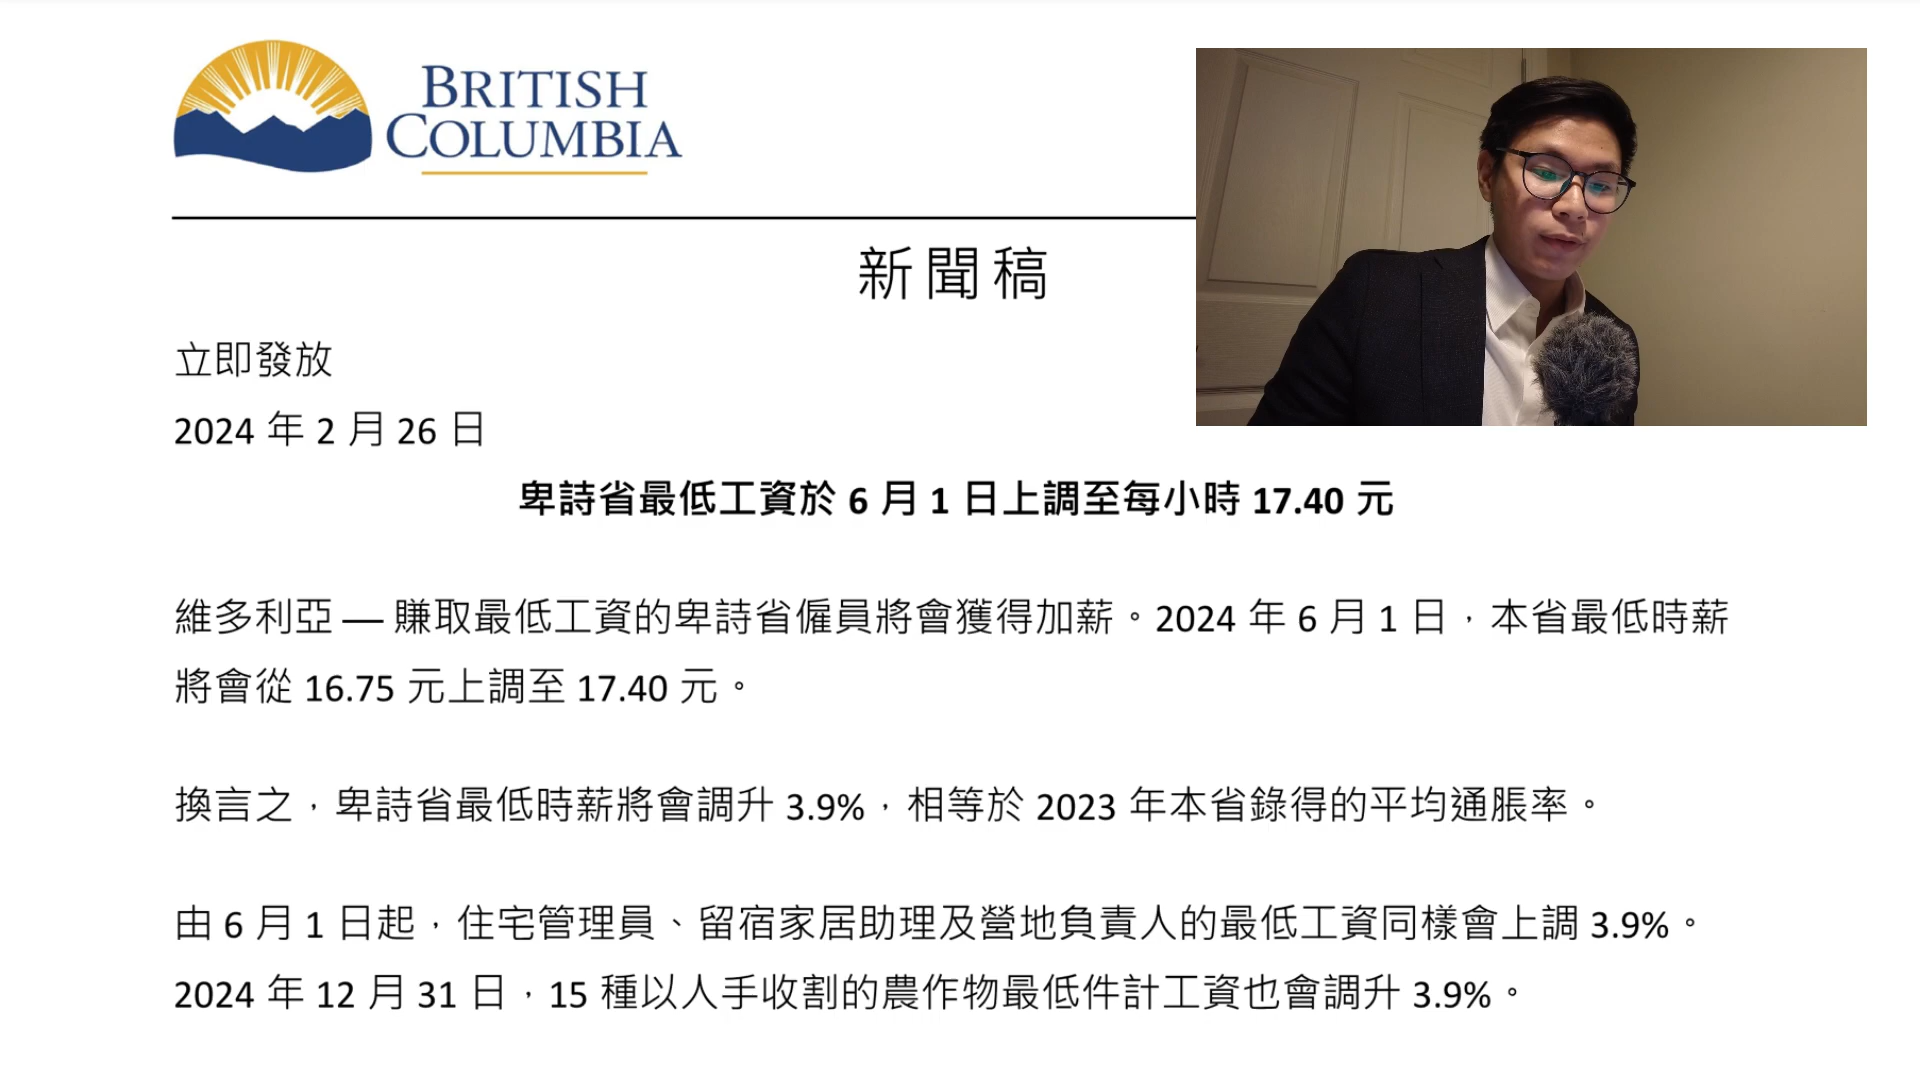 BRITISH
COLUMBIA
新聞稿
立即發放
2024 年 2 月 26 日
卑詩省最低工資於 6 月 1 日上調至每小時 17.40 元
維多利亞 — 賺取最低工資的卑詩省僱員將會獲得加薪。2024 年 6 月 1 日，本省最低時薪
將會從 16.75 元上調至 17.40 元。
換言之，卑詩省最低時薪將會調升 3.9%，相等於 2023 年本省錄得的平均通脹率。
由 6 月 1 日起，住宅管理員、留宿家居助理及營地負責人的最低工資同樣會上調 3.9%。
2024 年 12 月 31 日，15 種以人手收割的農作物最低件計工資也會調升 3.9%。